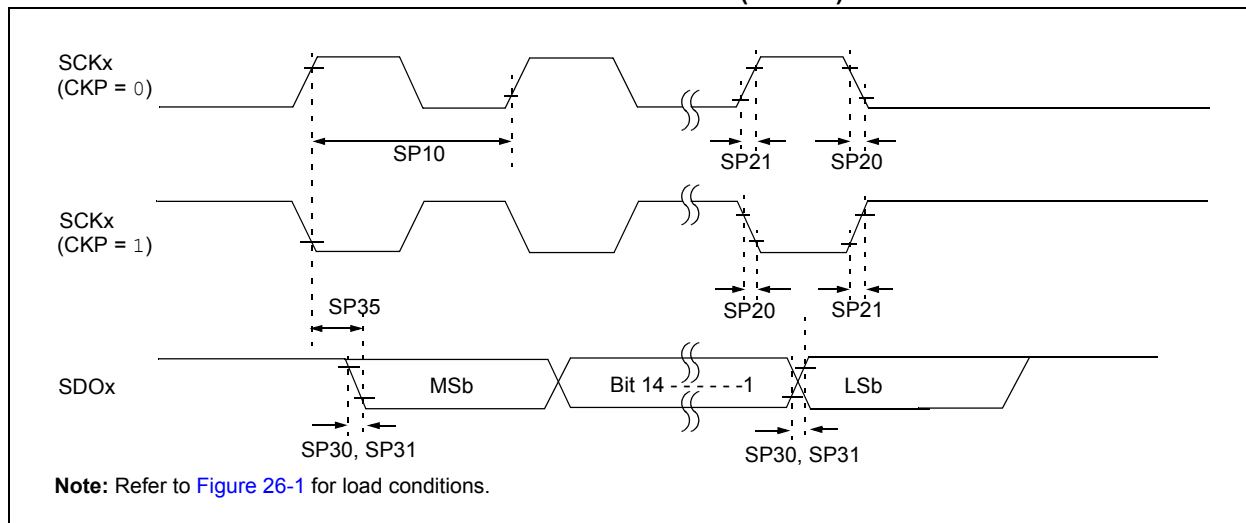 SCKx
(CKP = 0)
SP10
SP21
SP20
SCKx
(CKP = 1)
SP35
SP20
SP21
SDOx
MSb
Bit 14 - - - - - -1
LSb
SP30, SP31
SP30, SP31
Note: Refer to Figure 26-1 for load conditions.